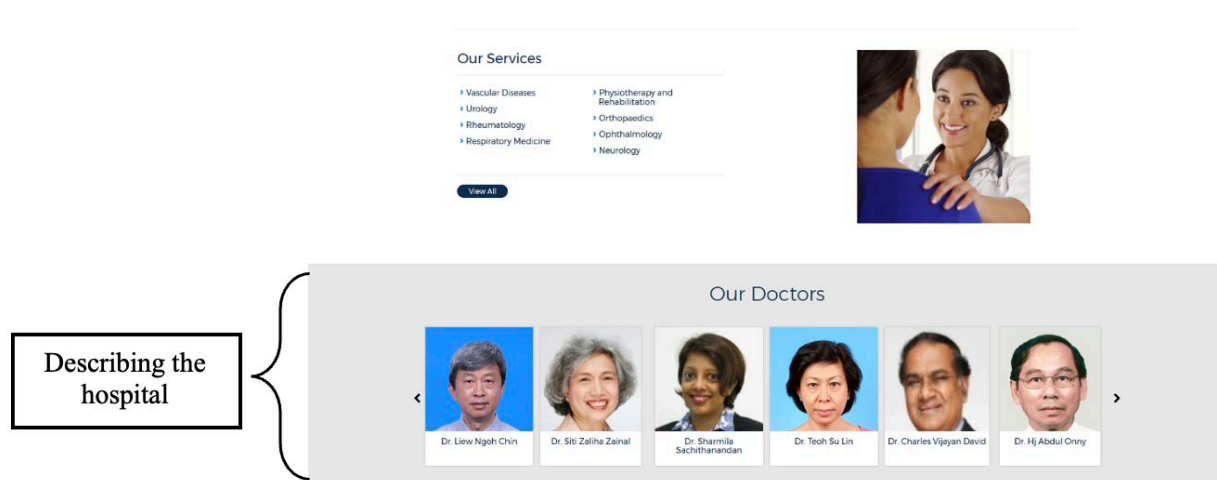 Our Services
› Vascular Diseases
› Urology
› Rheumatology
› Respiratory Medicine
› Physiotherapy and
Rehabilitation
› Orthopaedics
› Ophthalmology
› Neurology
View All
Describing the
hospital
Our Doctors
Dr. Liew Ngoh Chin
Dr. Siti Zaliha Zainal
Dr. Sharmila
Sachithanandan
Dr. Teoh Su Lin
Dr. Charles Vijayan David
Dr. Hj Abdul Onny